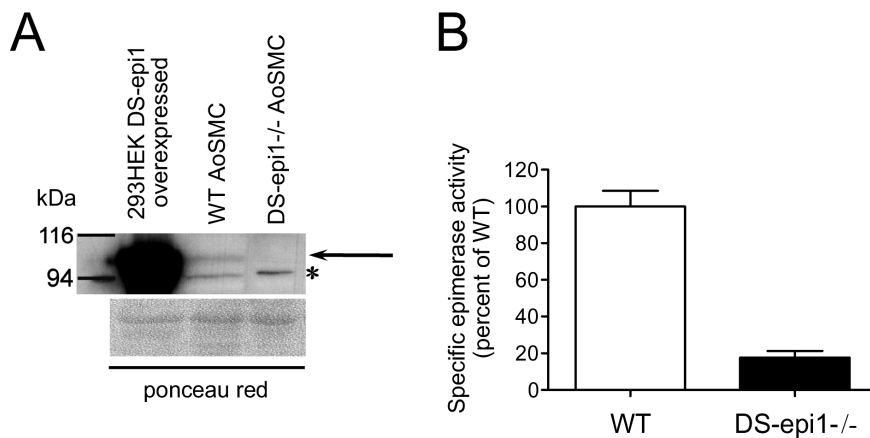 A
293HEK DS-epi1
overexpressed
WT AoSMC
DS-epi1-/- AoSMC
kDa
116
94
*
ponceau red
B
Specific epimerase activity
(percent of WT)
120
100
80
60
40
20
0
WT
DS-epi1-/-